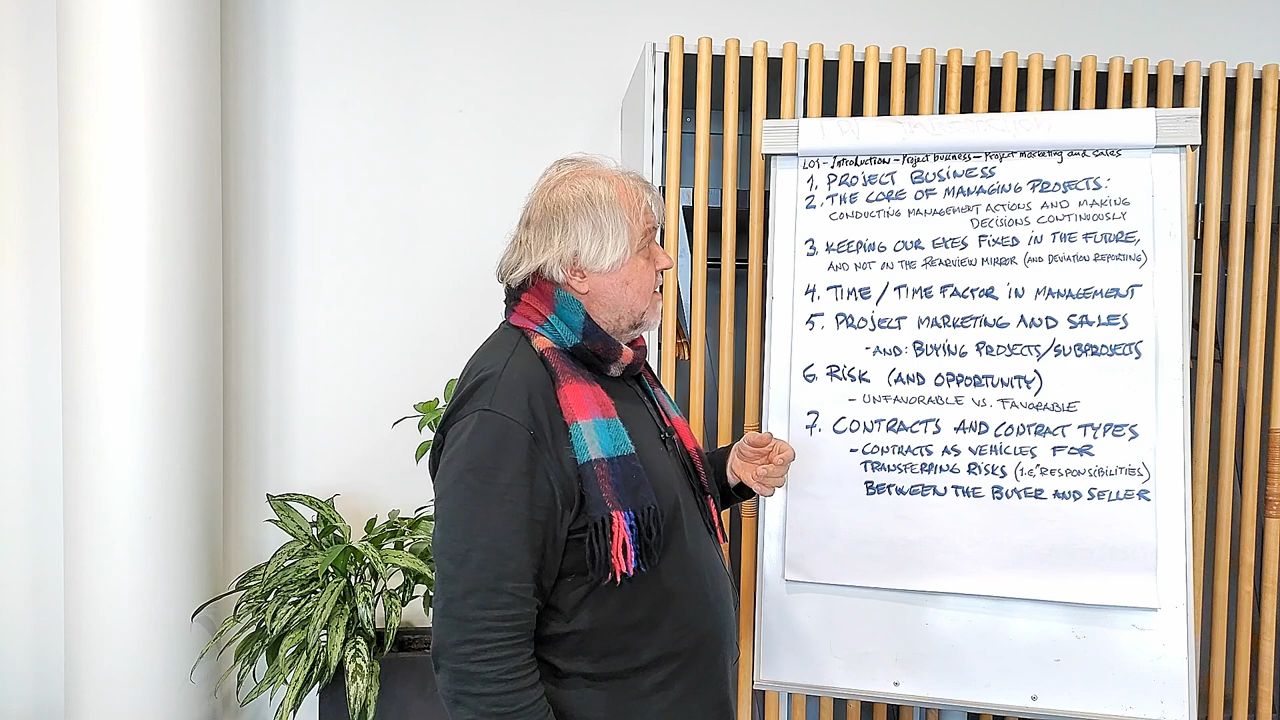 L01 - Introduction - Project business - Project marketing and sales
1. PROJECT BUSINESS
2. THE CORE OF MANAGING PROJECTS:
CONDUCTING MANAGEMENT ACTIONS AND MAKING
DECISIONS CONTINUOUSLY
3. KEEPING OUR EYES FIXED IN THE FUTURE,
AND NOT ON THE REARVIEW MIRROR (AND DEVIATION REPORTING)
4. TIME / TIME FACTOR IN MANAGEMENT
5. PROJECT MARKETING AND SALES
- AND: BUYING PROJECTS/SUBPROJECTS
6. RISK (AND OPPORTUNITY)
- UNFAVORABLE VS. FAVORABLE
7. CONTRACTS AND CONTRACT TYPES
- CONTRACTS AS VEHICLES FOR
TRANSFERRING RISKS (I.E. "RESPONSIBILITIES)
BETWEEN THE BUYER AND SELLER